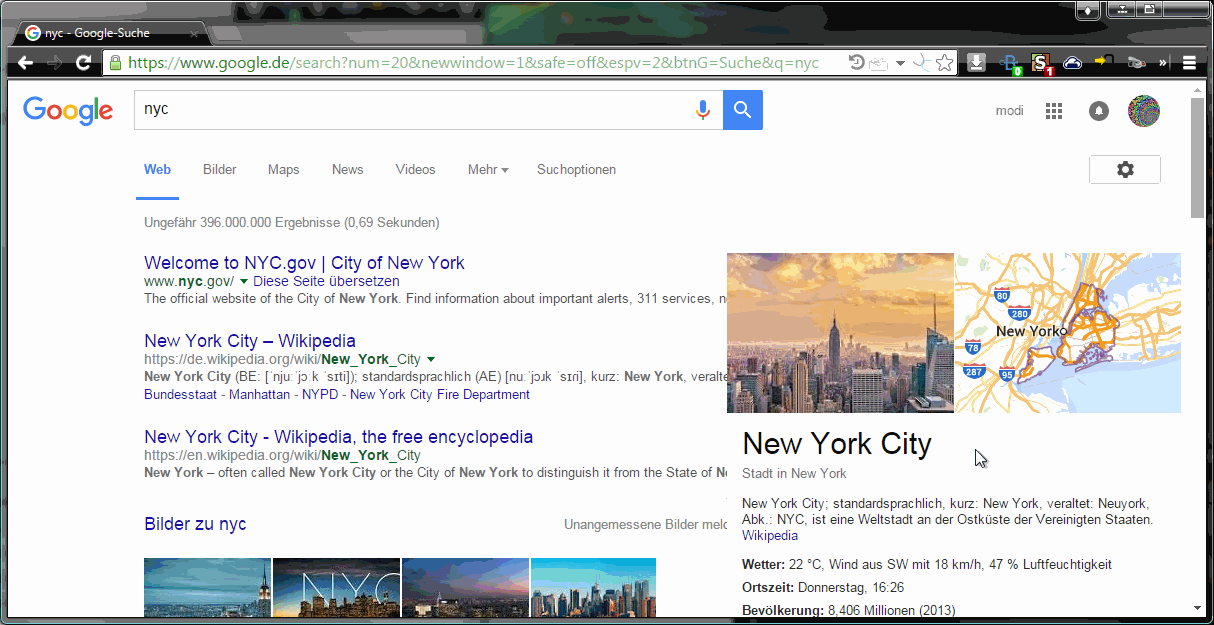 nyc - Google-Suche
https://www.google.de/search?num=20&newwindow=1&safe=off&espv=2&btnG=Suche&q=nyc
Google
nyc
modi
Web Bilder Maps News Videos Mehr Suchoptionen
Ungefähr 396.000.000 Ergebnisse (0,69 Sekunden)
Welcome to NYC.gov | City of New York
www.nyc.gov/ Diese Seite übersetzen
The official website of the City of New York. Find information about important alerts, 311 services, n
New York City – Wikipedia
https://de.wikipedia.org/wiki/New_York_City
New York City (BE: [ˈnjuː ˈjɔːk ˈsɪti]); standardsprachlich (AE) [nuː ˈjɔɹk ˈsɪɾi], kurz: New York, veralte
Bundesstaat - Manhattan - NYPD - New York City Fire Department
New York City - Wikipedia, the free encyclopedia
https://en.wikipedia.org/wiki/New_York_City
New York – often called New York City or the City of New York to distinguish it from the State of Ne
Bilder zu nyc
Unangemessene Bilder meld
NYC
80
280
New York
78
287
95
New York City
Stadt in New York
New York City; standardsprachlich, kurz: New York, veraltet: Neuyork,
Abk.: NYC, ist eine Weltstadt an der Ostküste der Vereinigten Staaten.
Wikipedia
Wetter: 22 °C, Wind aus SW mit 18 km/h, 47 % Luftfeuchtigkeit
Ortszeit: Donnerstag, 16:26
Bevölkerung: 8,406 Millionen (2013)